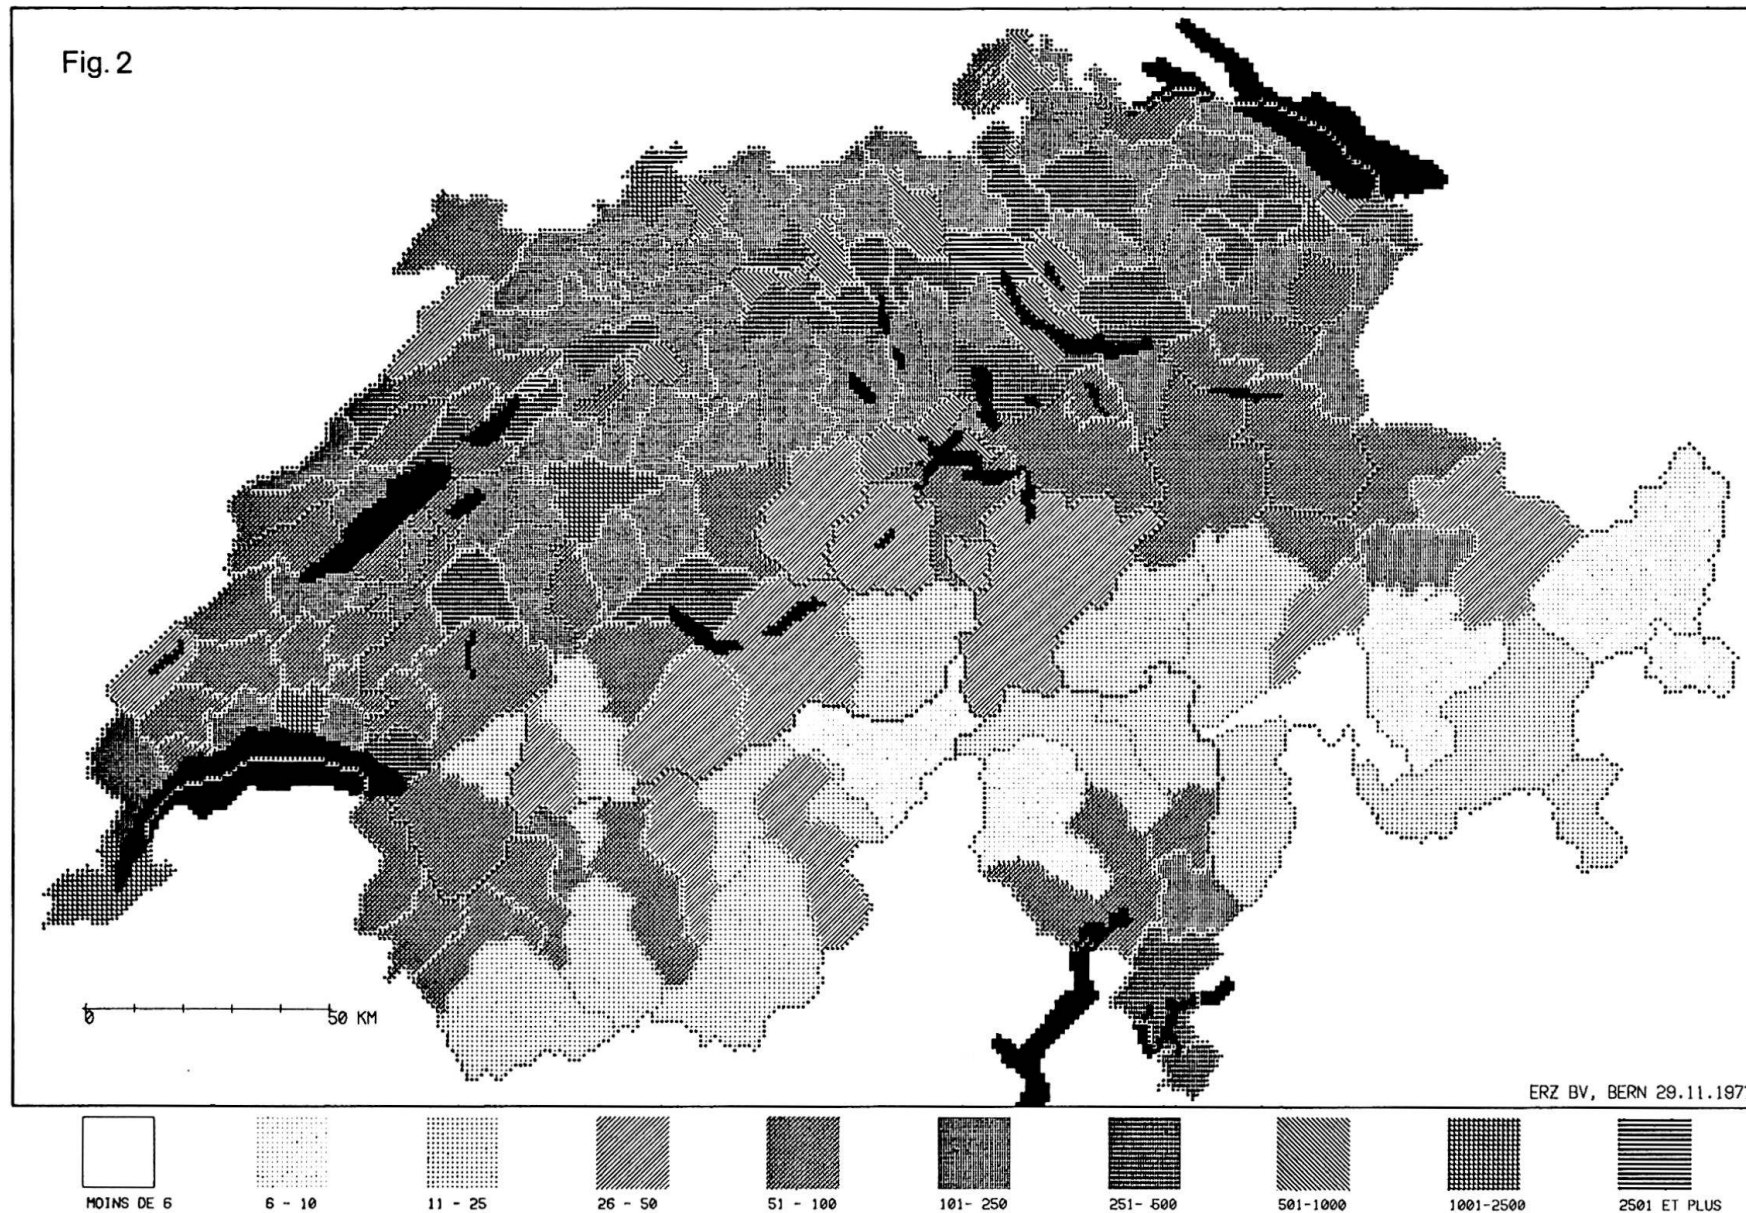 Fig. 2
0 50 KM
ERZ BV, BERN 29.11.197
MOINS DE 6
6 - 10
11 - 25
26 - 50
51 - 100
101- 250
251- 500
501-1000
1001-2500
2501 ET PLUS